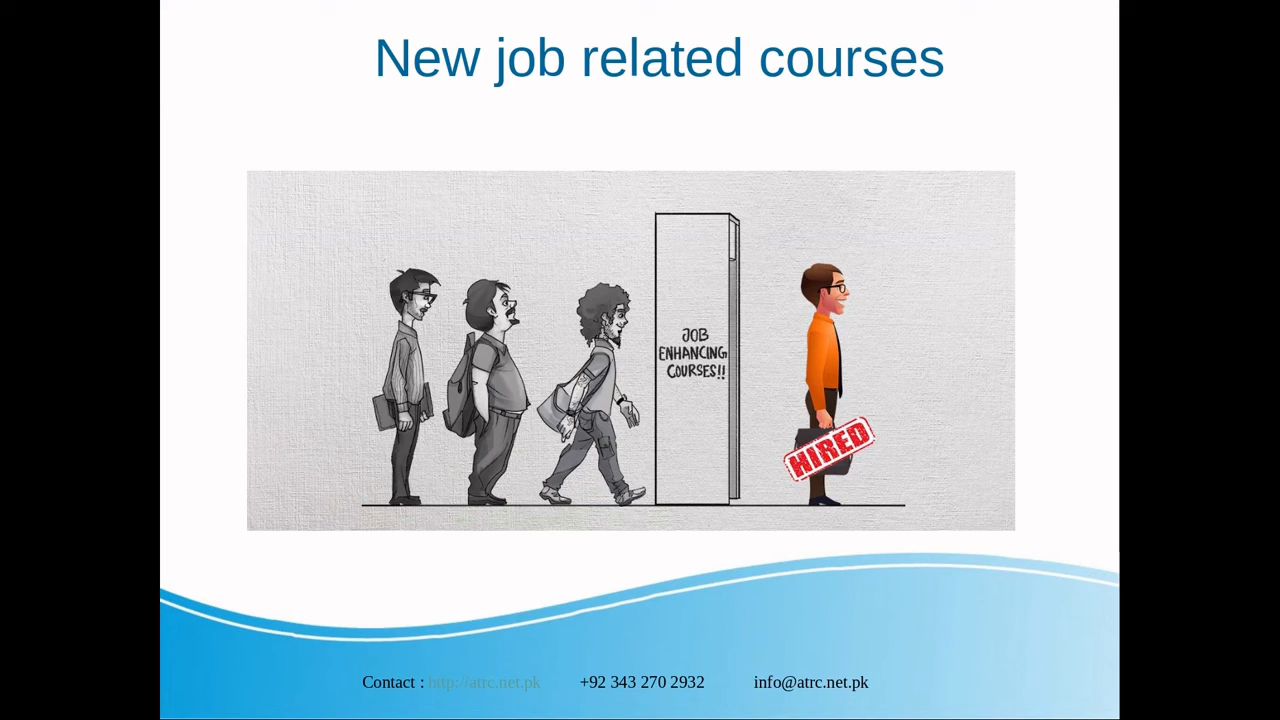 New job related courses
JOB
ENHANCING
COURSES!!
HIRED
Contact : http://atrc.net.pk +92 343 270 2932 info@atrc.net.pk